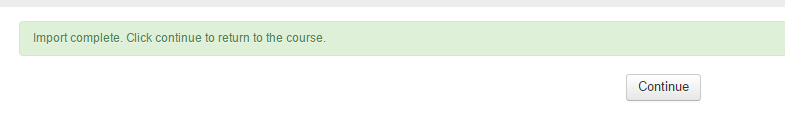 Import complete. Click continue to return to the course.
Continue